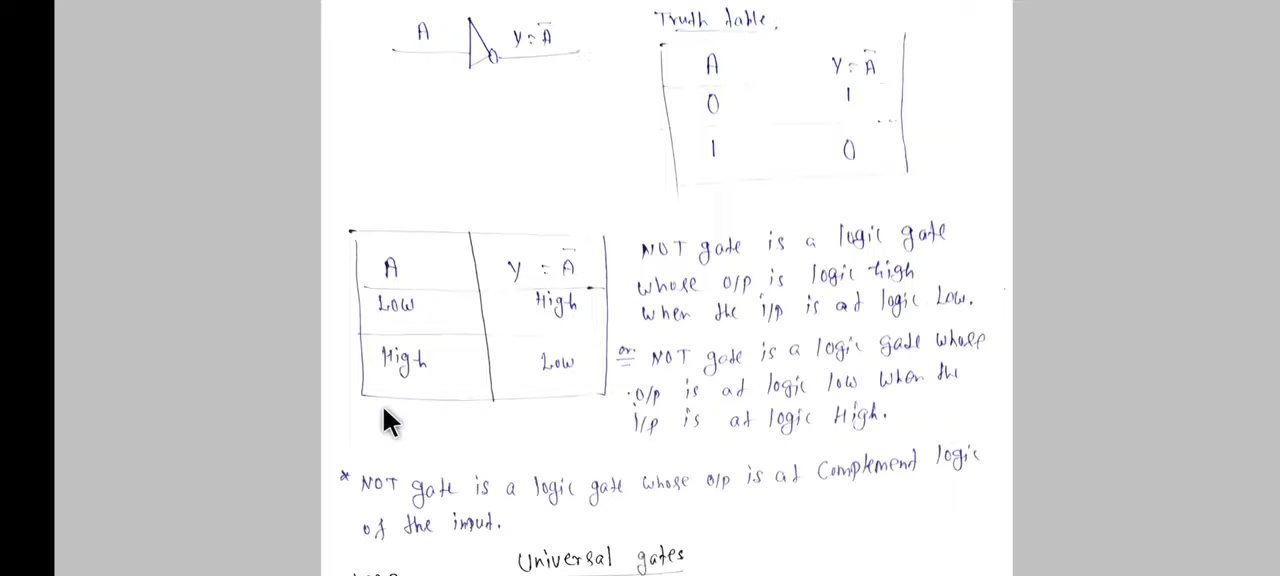 A Y = A̅
Truth table.
A Y = A̅
0 1
1 0
A Y = A̅
Low High
High Low
NOT gate is a logic gate
whose o/p is logic high
when the i/p is at logic Low.
or NOT gate is a logic gate whose
o/p is at logic low when the
i/p is at logic High.
* NOT gate is a logic gate whose o/p is at Complement logic
of the input.
Universal gates